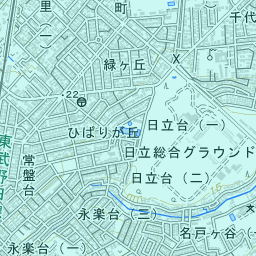 町
里
(一)
千代
緑ヶ丘
22
ひばりが丘
日立台(一)
日立総合グラウンド
日立台(二)
東武野田
常盤台
永楽台(三)
名戸ヶ谷(一
永楽台(一)